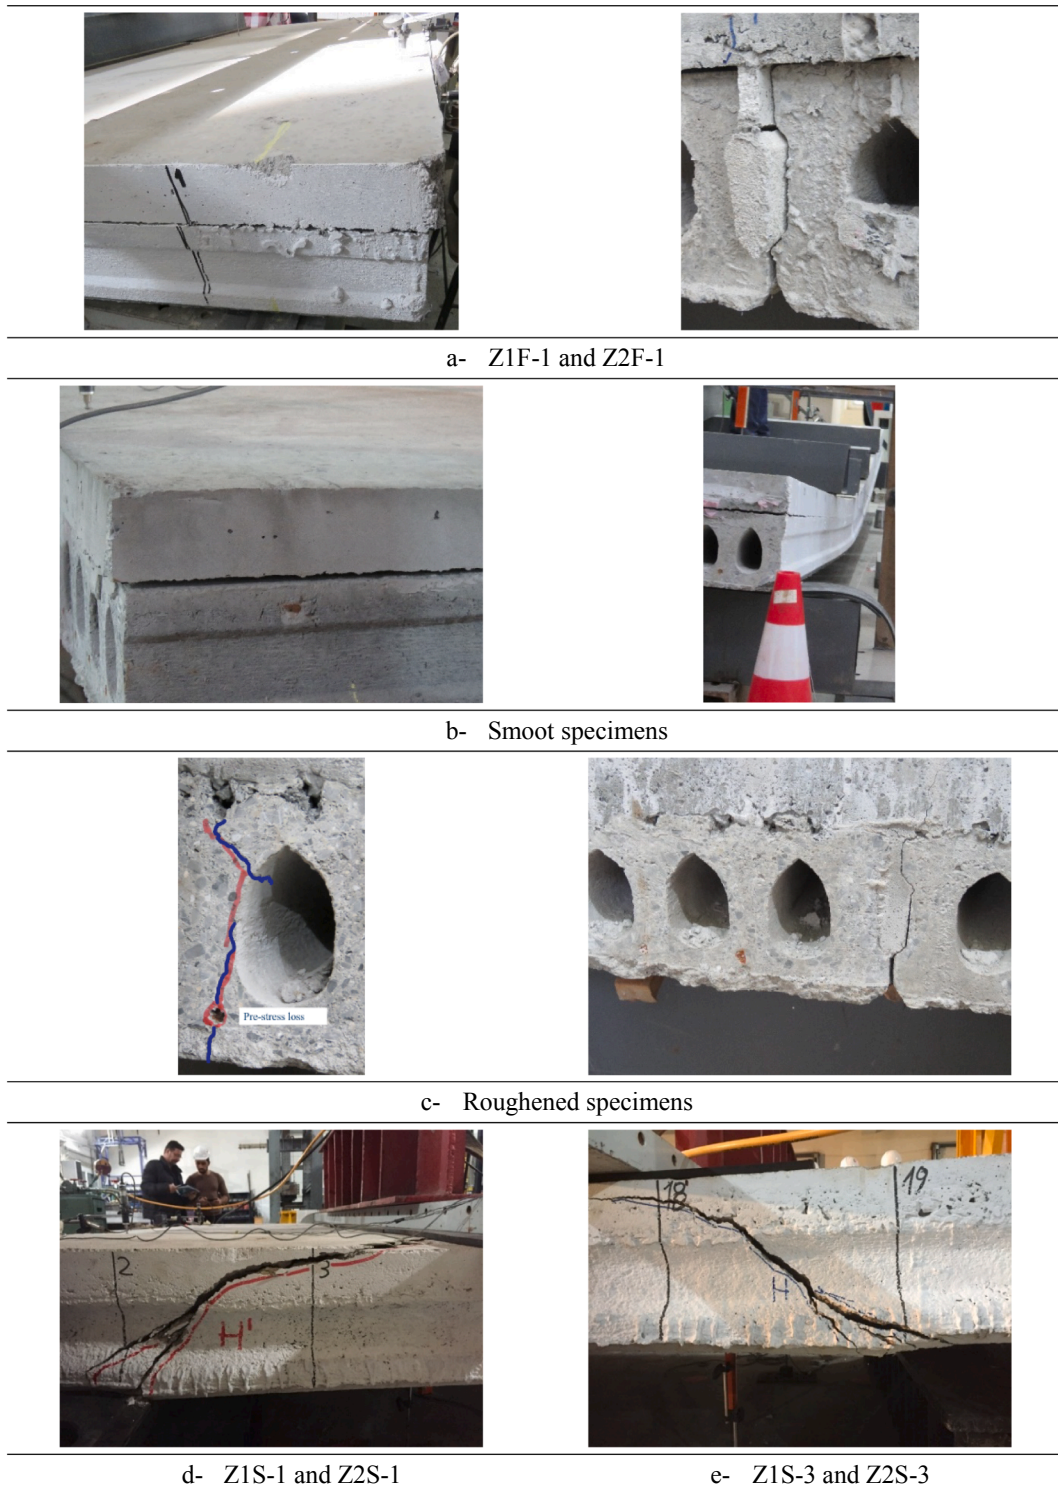 a- Z1F-1 and Z2F-1
b- Smoot specimens
Pre-stress loss
c- Roughened specimens
2
3
H'
18
19
H
d- Z1S-1 and Z2S-1
e- Z1S-3 and Z2S-3